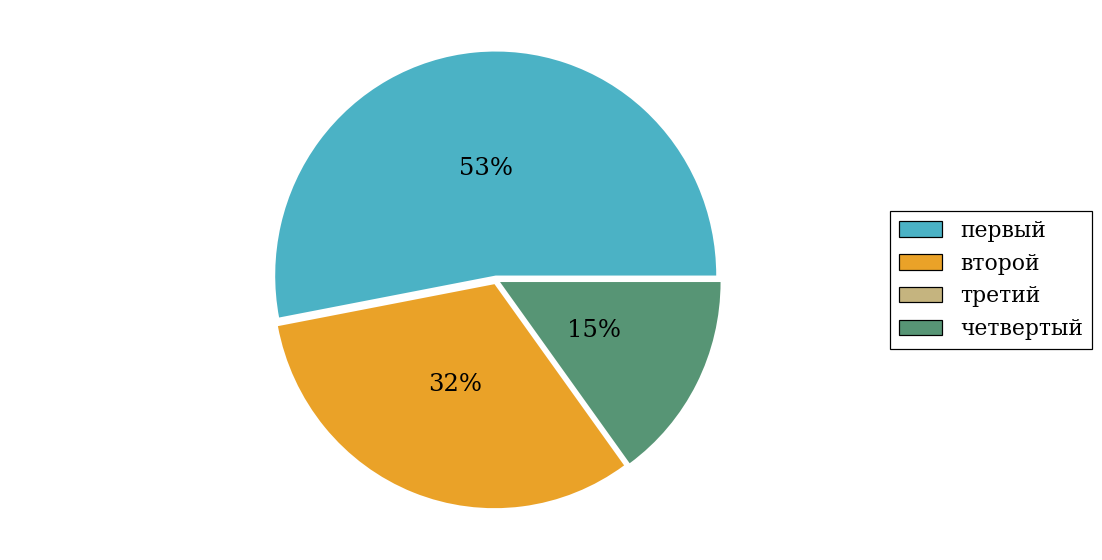 53%
32%
15%
первый
второй
третий
четвертый